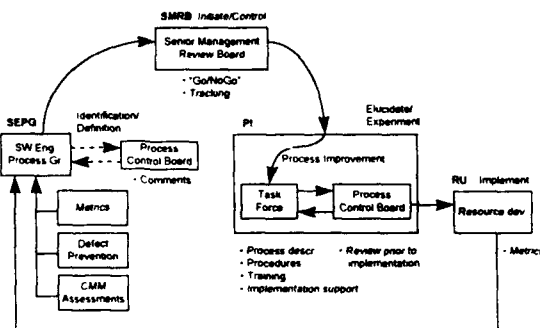 SMRB Initiate/Control
Senior Management
Review Board
- "Go/NoGo"
- Tracking
SEPG
Identification/
Definition
SW Eng
Process Gr
Process
Control Board
- Comments
Metrics
Defect
Prevention
CMM
Assessments
Elucidate/
Experiment
PI
Process Improvement
Task
Force
Process
Control Board
- Process descr
- Procedures
- Training
- Implementation support
- Review prior to
implementation
RU Implement
Resource dev
- Metrics